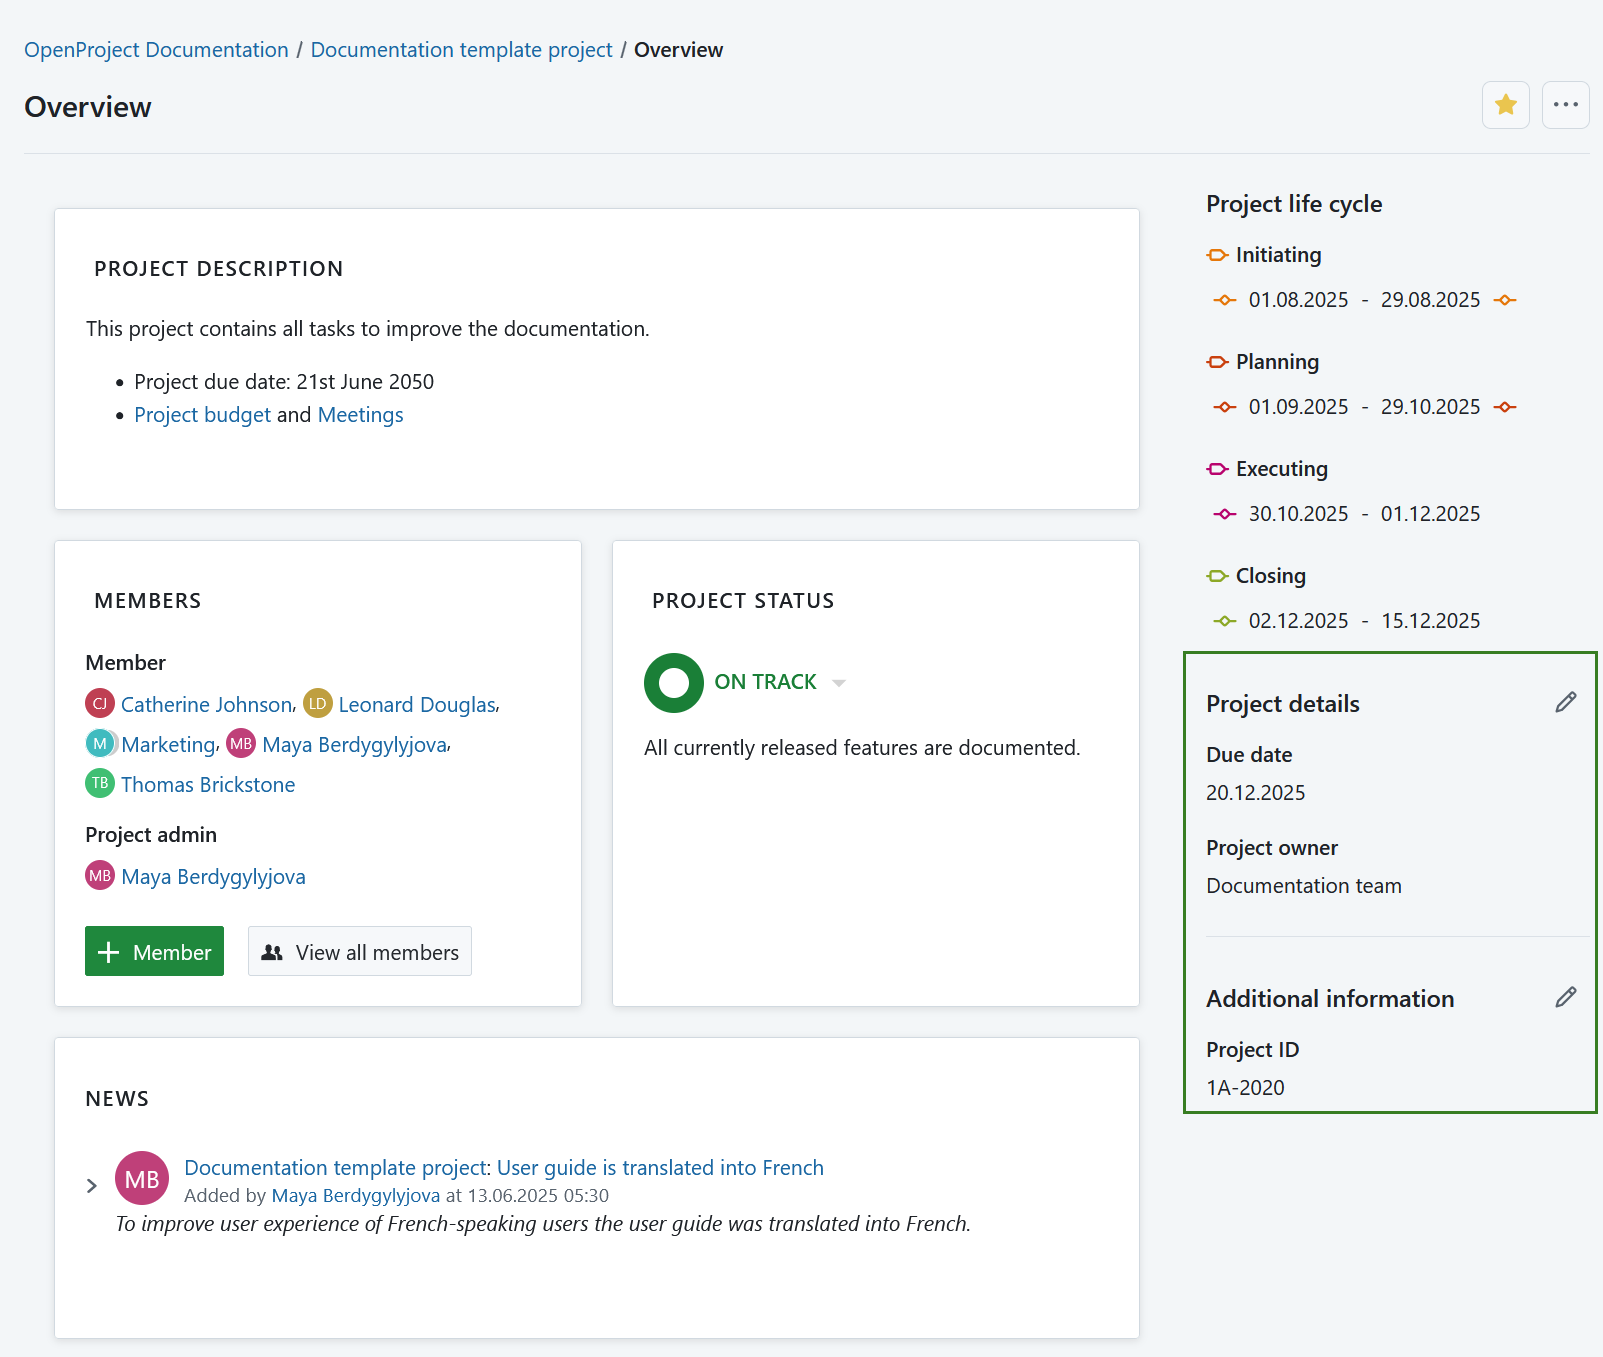 OpenProject Documentation / Documentation template project / Overview
Overview
PROJECT DESCRIPTION
This project contains all tasks to improve the documentation.
• Project due date: 21st June 2050
• Project budget and Meetings
MEMBERS
Member
CJ Catherine Johnson, LD Leonard Douglas,
M Marketing, MB Maya Berdygylyjova,
TB Thomas Brickstone
Project admin
MB Maya Berdygylyjova
+ Member
View all members
PROJECT STATUS
ON TRACK
All currently released features are documented.
NEWS
MB
Documentation template project: User guide is translated into French
Added by Maya Berdygylyjova at 13.06.2025 05:30
To improve user experience of French-speaking users the user guide was translated into French.
Project life cycle
Initiating
01.08.2025 - 29.08.2025
Planning
01.09.2025 - 29.10.2025
Executing
30.10.2025 - 01.12.2025
Closing
02.12.2025 - 15.12.2025
Project details
Due date
20.12.2025
Project owner
Documentation team
Additional information
Project ID
1A-2020